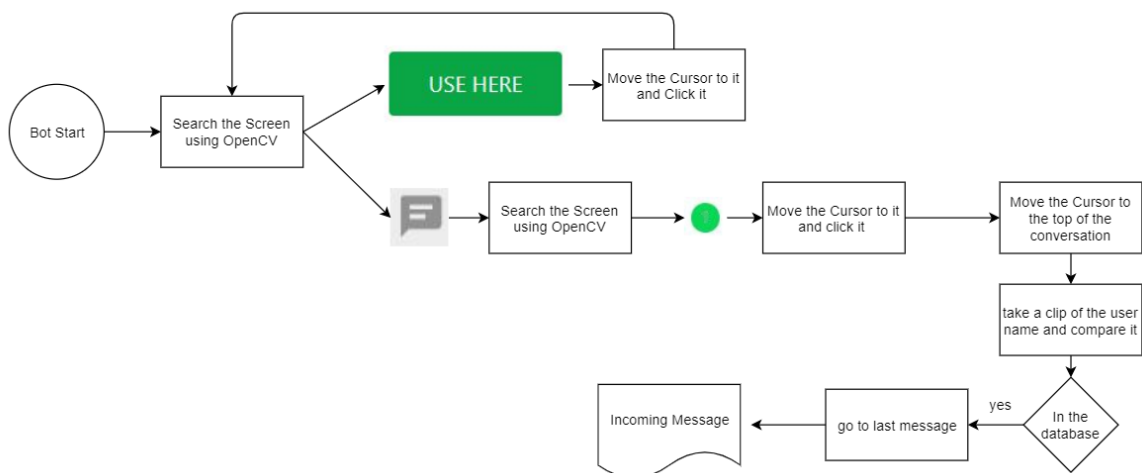 Bot Start
Search the Screen
using OpenCV
USE HERE
Move the Cursor to it
and Click it
Search the Screen
using OpenCV
1
Move the Cursor to it
and click it
Move the Cursor to
the top of the
conversation
take a clip of the user
name and compare it
In the
database
yes
go to last message
Incoming Message